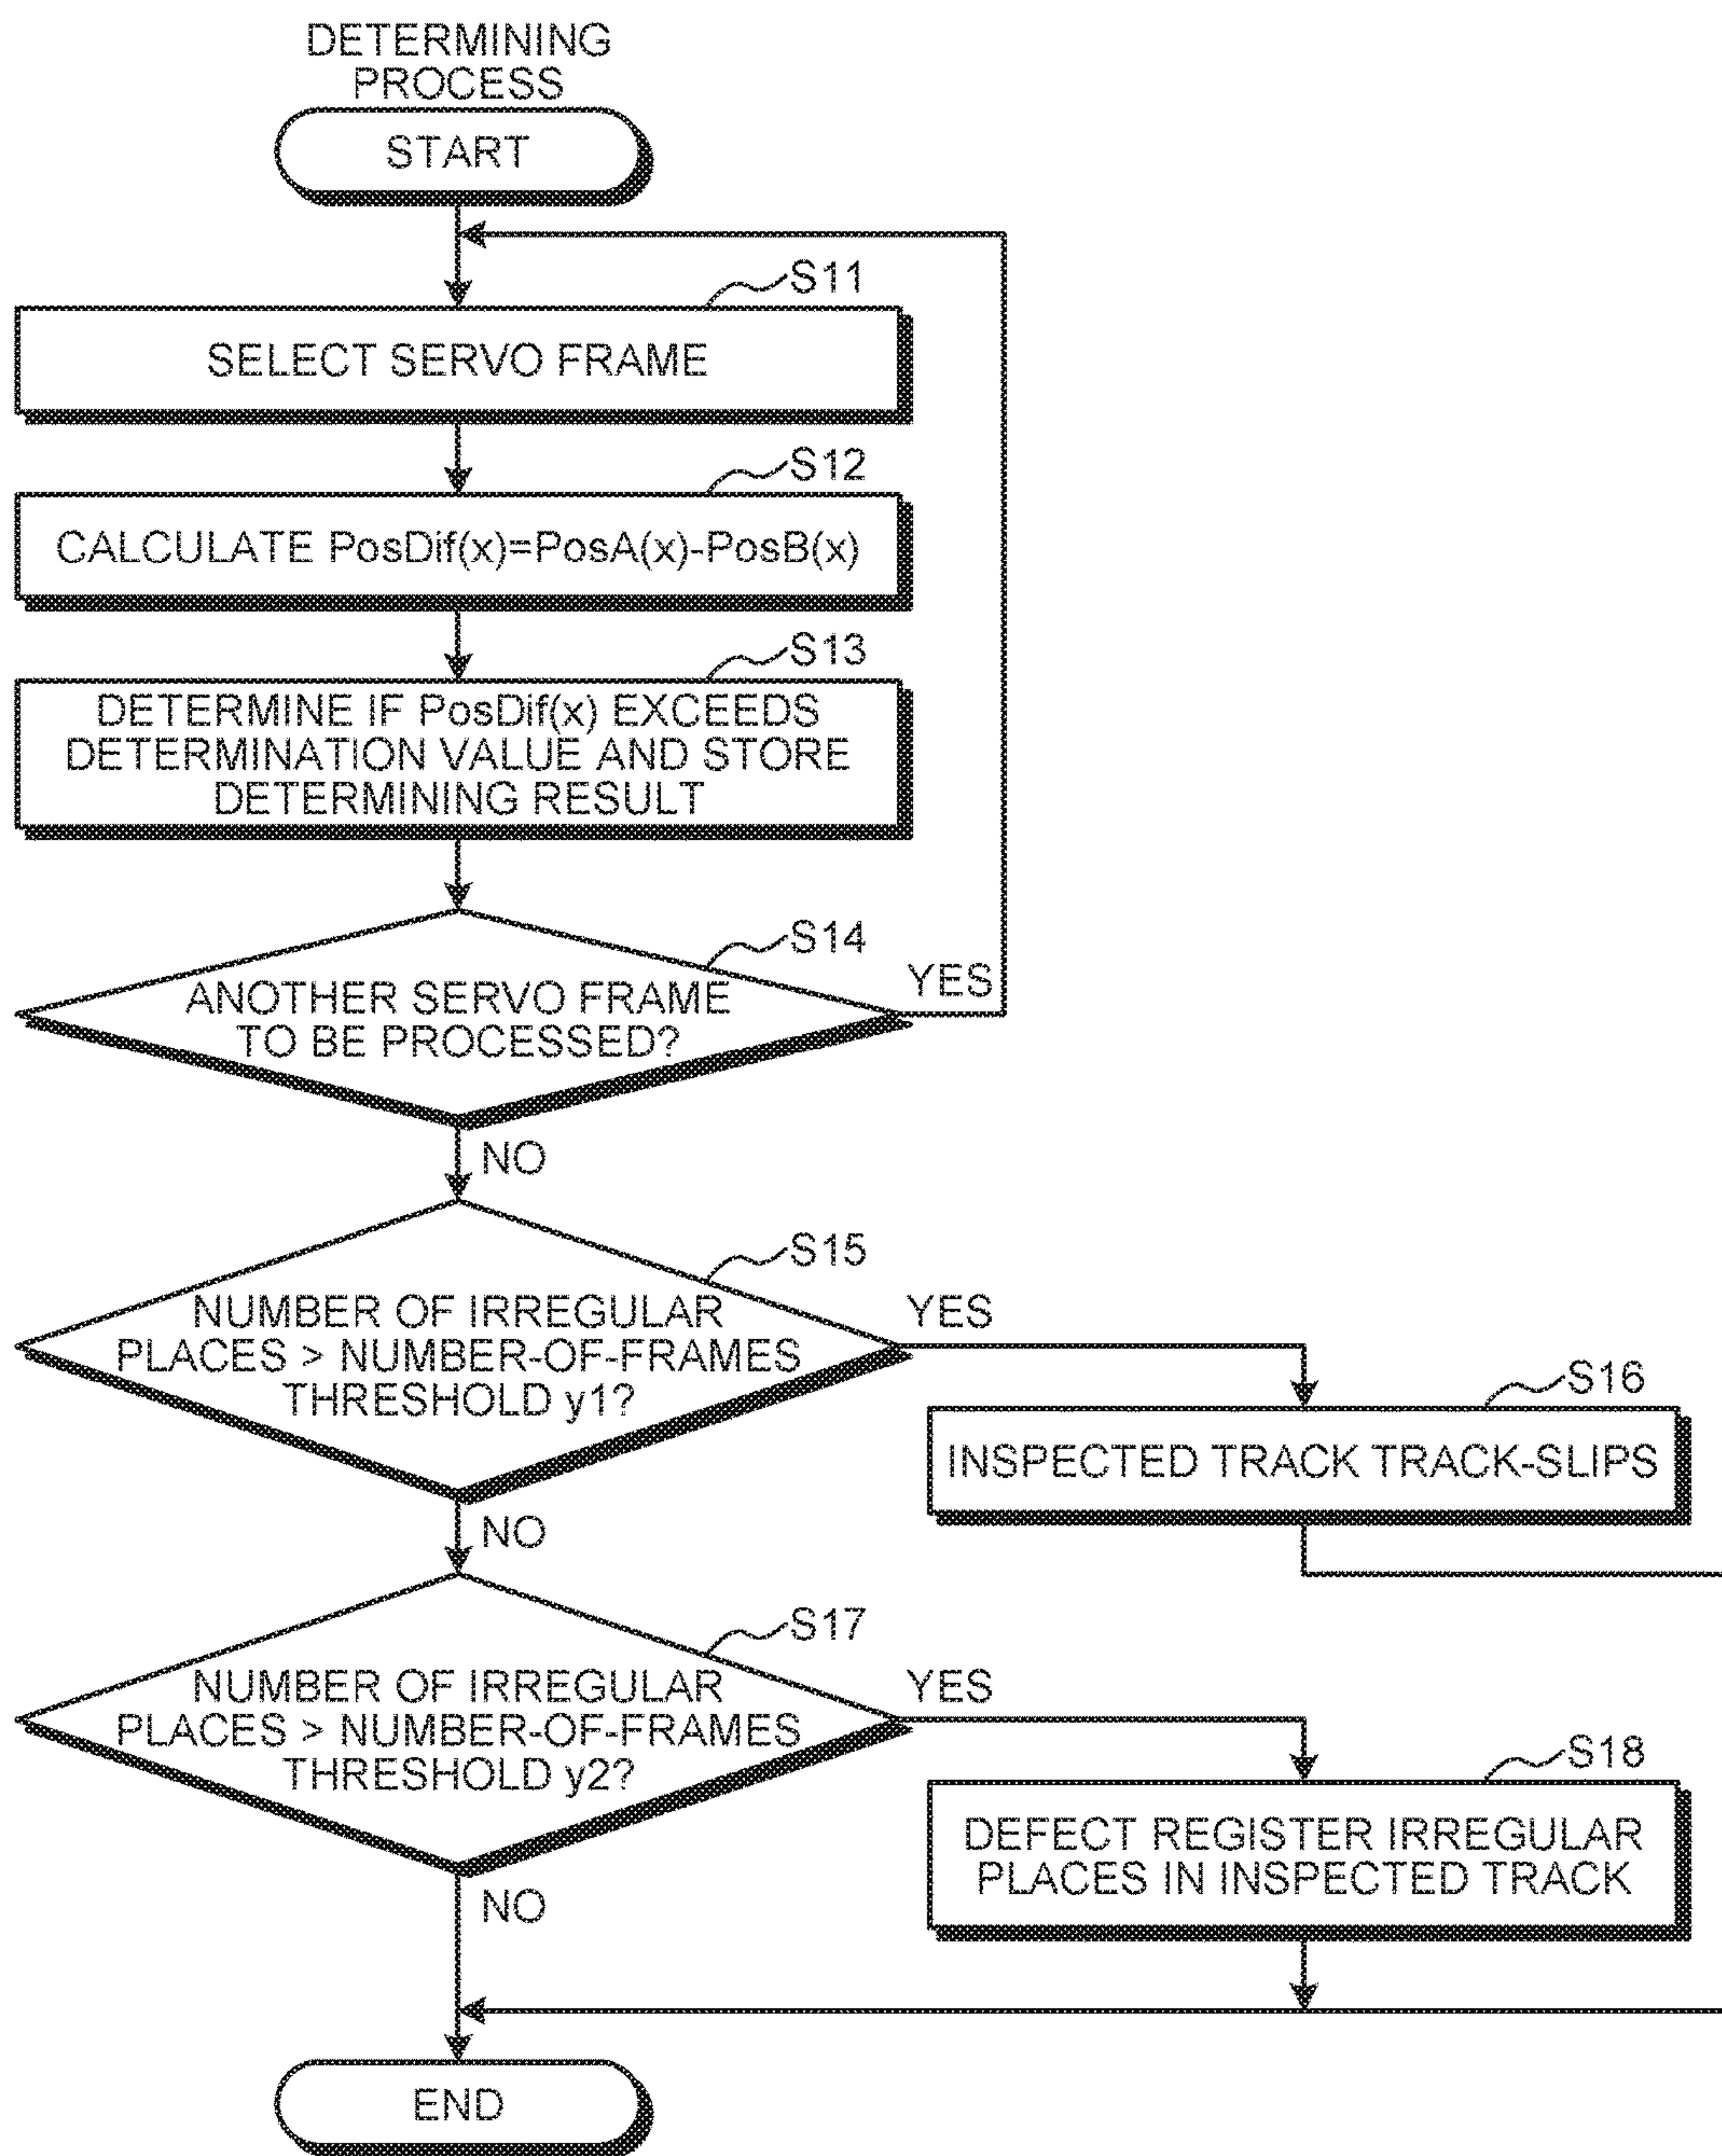 DETERMINING
PROCESS
START
S11
SELECT SERVO FRAME
S12
CALCULATE PosDif(x)=PosA(x)-PosB(x)
S13
DETERMINE IF PosDif(x) EXCEEDS
DETERMINATION VALUE AND STORE
DETERMINING RESULT
S14
ANOTHER SERVO FRAME
TO BE PROCESSED?
YES
NO
S15
NUMBER OF IRREGULAR
PLACES > NUMBER-OF-FRAMES
THRESHOLD y1?
YES
S16
INSPECTED TRACK TRACK-SLIPS
NO
S17
NUMBER OF IRREGULAR
PLACES > NUMBER-OF-FRAMES
THRESHOLD y2?
YES
S18
DEFECT REGISTER IRREGULAR
PLACES IN INSPECTED TRACK
NO
END